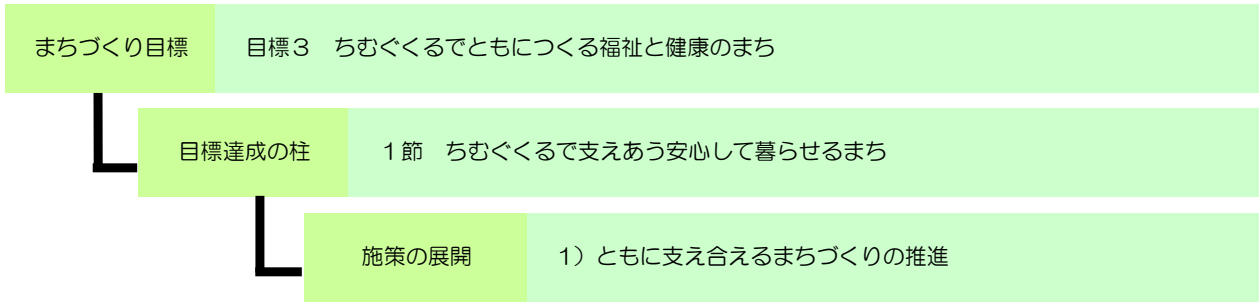 まちづくり目標　目標３　ちむぐくるでともにつくる福祉と健康のまち
目標達成の柱　１節　ちむぐくるで支えあう安心して暮らせるまち
施策の展開　1）ともに支え合えるまちづくりの推進